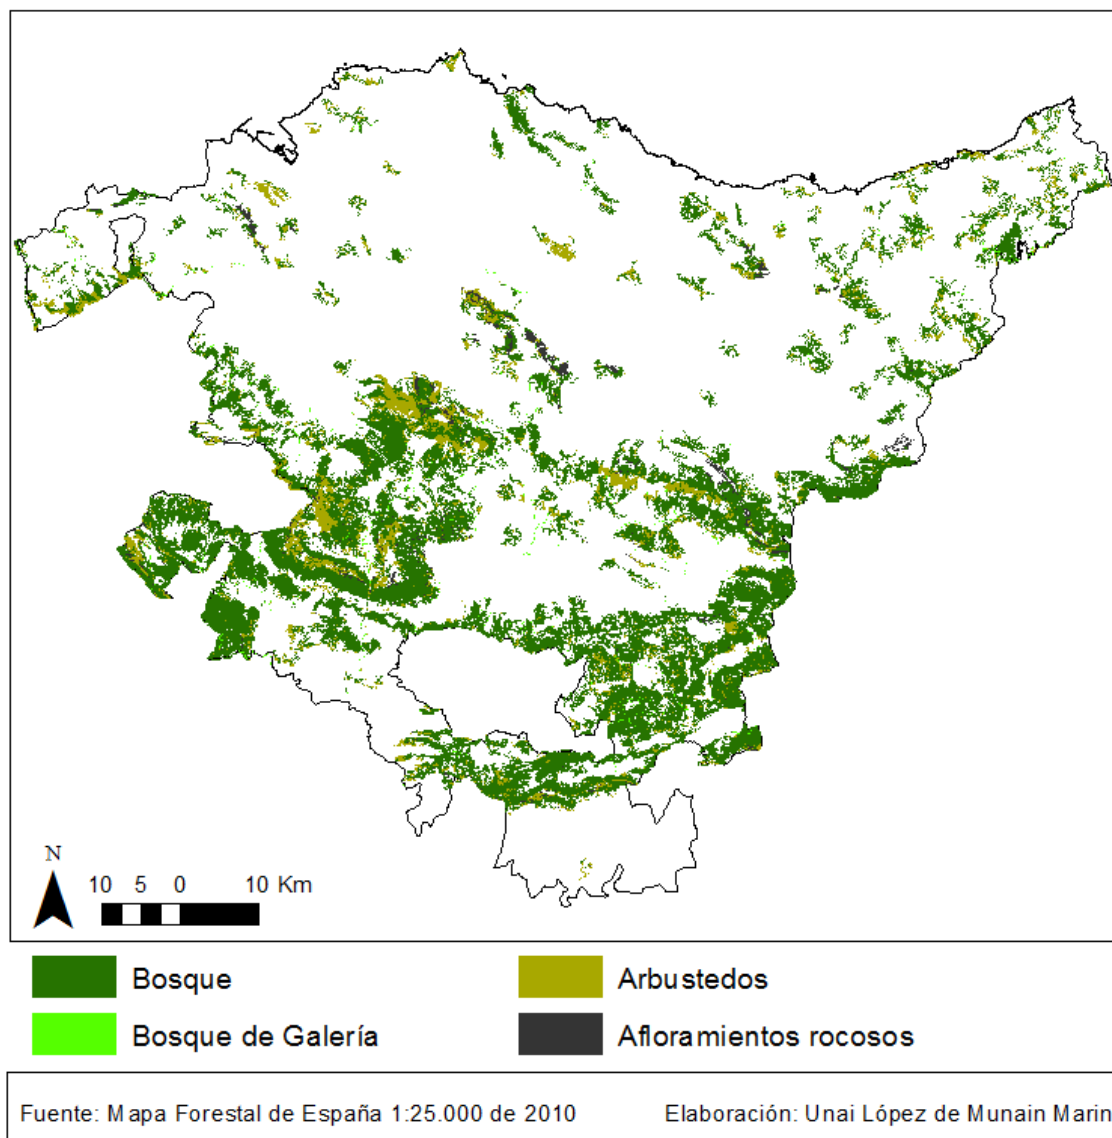 N
10 5 0 10 Km
Bosque
Arbustedos
Bosque de Galería
Afloramientos rocosos
Fuente: Mapa Forestal de España 1:25.000 de 2010
Elaboración: Unai López de Munain Marin